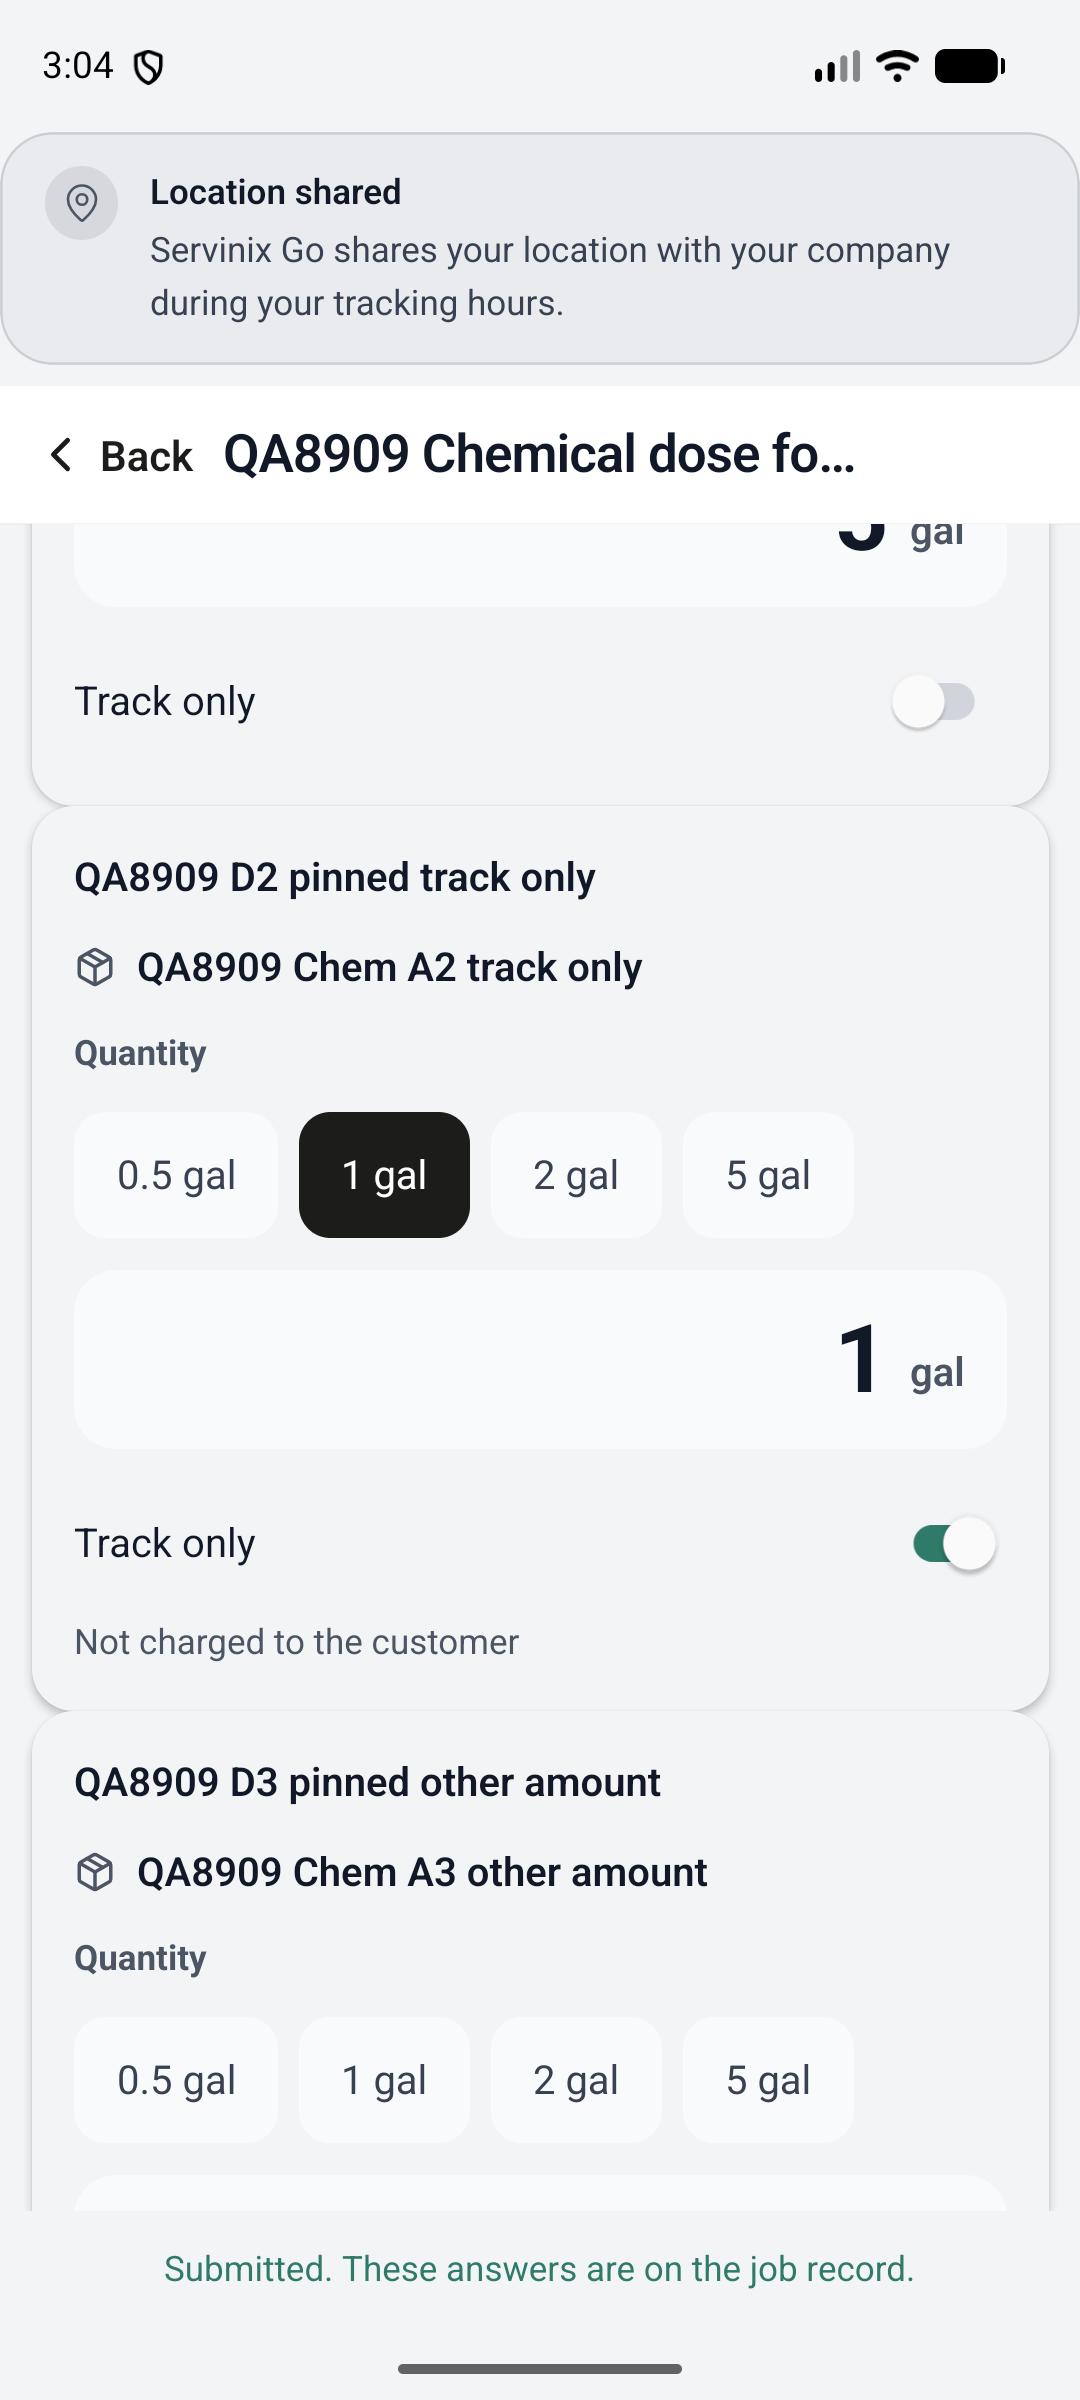 3:04
Location shared
Servinix Go shares your location with your company
during your tracking hours.
Back QA8909 Chemical dose fo...
5 gal
Track only
QA8909 D2 pinned track only
QA8909 Chem A2 track only
Quantity
0.5 gal 1 gal 2 gal 5 gal
1 gal
Track only
Not charged to the customer
QA8909 D3 pinned other amount
QA8909 Chem A3 other amount
Quantity
0.5 gal 1 gal 2 gal 5 gal
Submitted. These answers are on the job record.